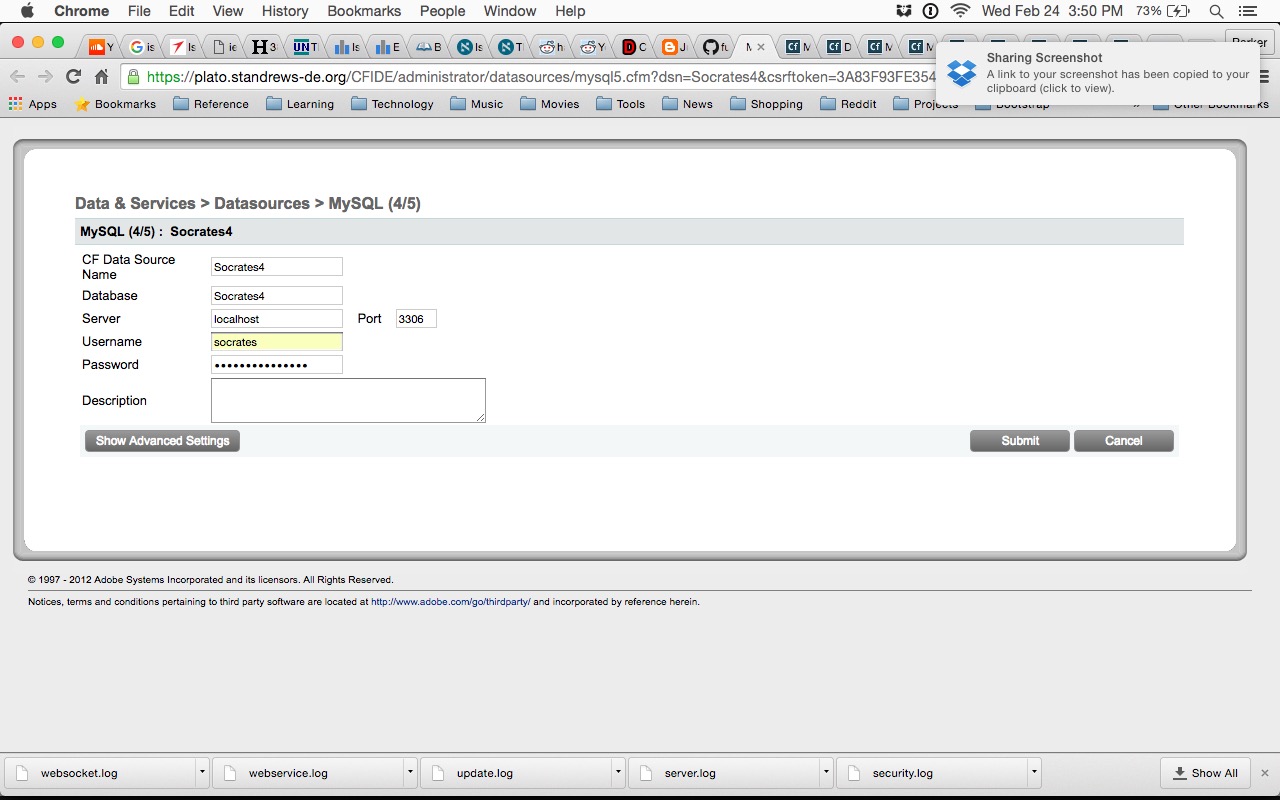 Chrome File Edit View History Bookmarks People Window Help Wed Feb 24 3:50 PM 73%
Y is Is ie 3 T Is E B Is T h Y C J fu M M D M M Parker
https://plato.standrews-de.org/CFIDE/administrator/datasources/mysql5.cfm?dsn=Socrates4&csrftoken=3A83F93FE354
Sharing Screenshot
A link to your screenshot has been copied to your
clipboard (click to view).
Apps Bookmarks Reference Learning Technology Music Movies Tools News Shopping Reddit Projects Bootstrap » Other Bookmarks
Data & Services > Datasources > MySQL (4/5)
MySQL (4/5) : Socrates4
CF Data Source Name Socrates4
Database Socrates4
Server localhost Port 3306
Username socrates
Password •••••••••••••••
Description
Show Advanced Settings Submit Cancel
© 1997 - 2012 Adobe Systems Incorporated and its licensors. All Rights Reserved.
Notices, terms and conditions pertaining to third party software are located at http://www.adobe.com/go/thirdparty/ and incorporated by reference herein.
websocket.log webservice.log update.log server.log security.log Show All